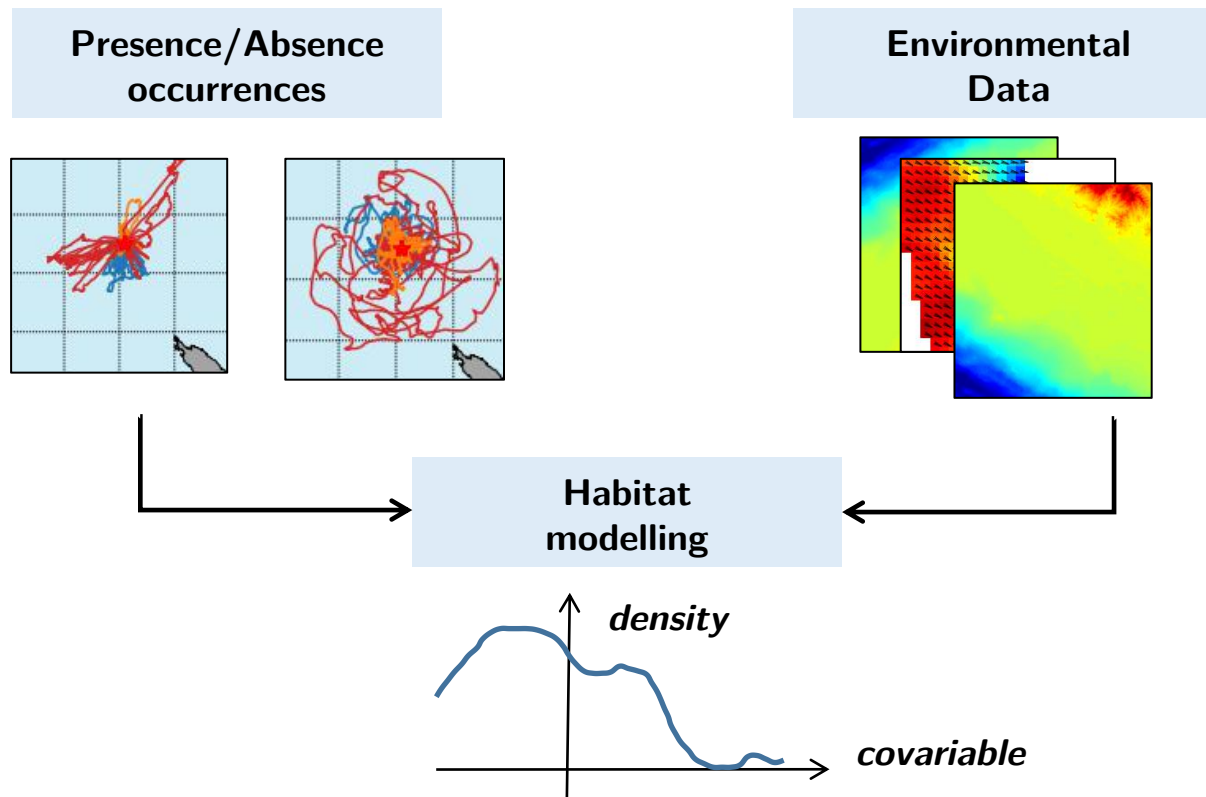 Presence/Absence
occurrences
Environmental
Data
Habitat
modelling
density
covariable